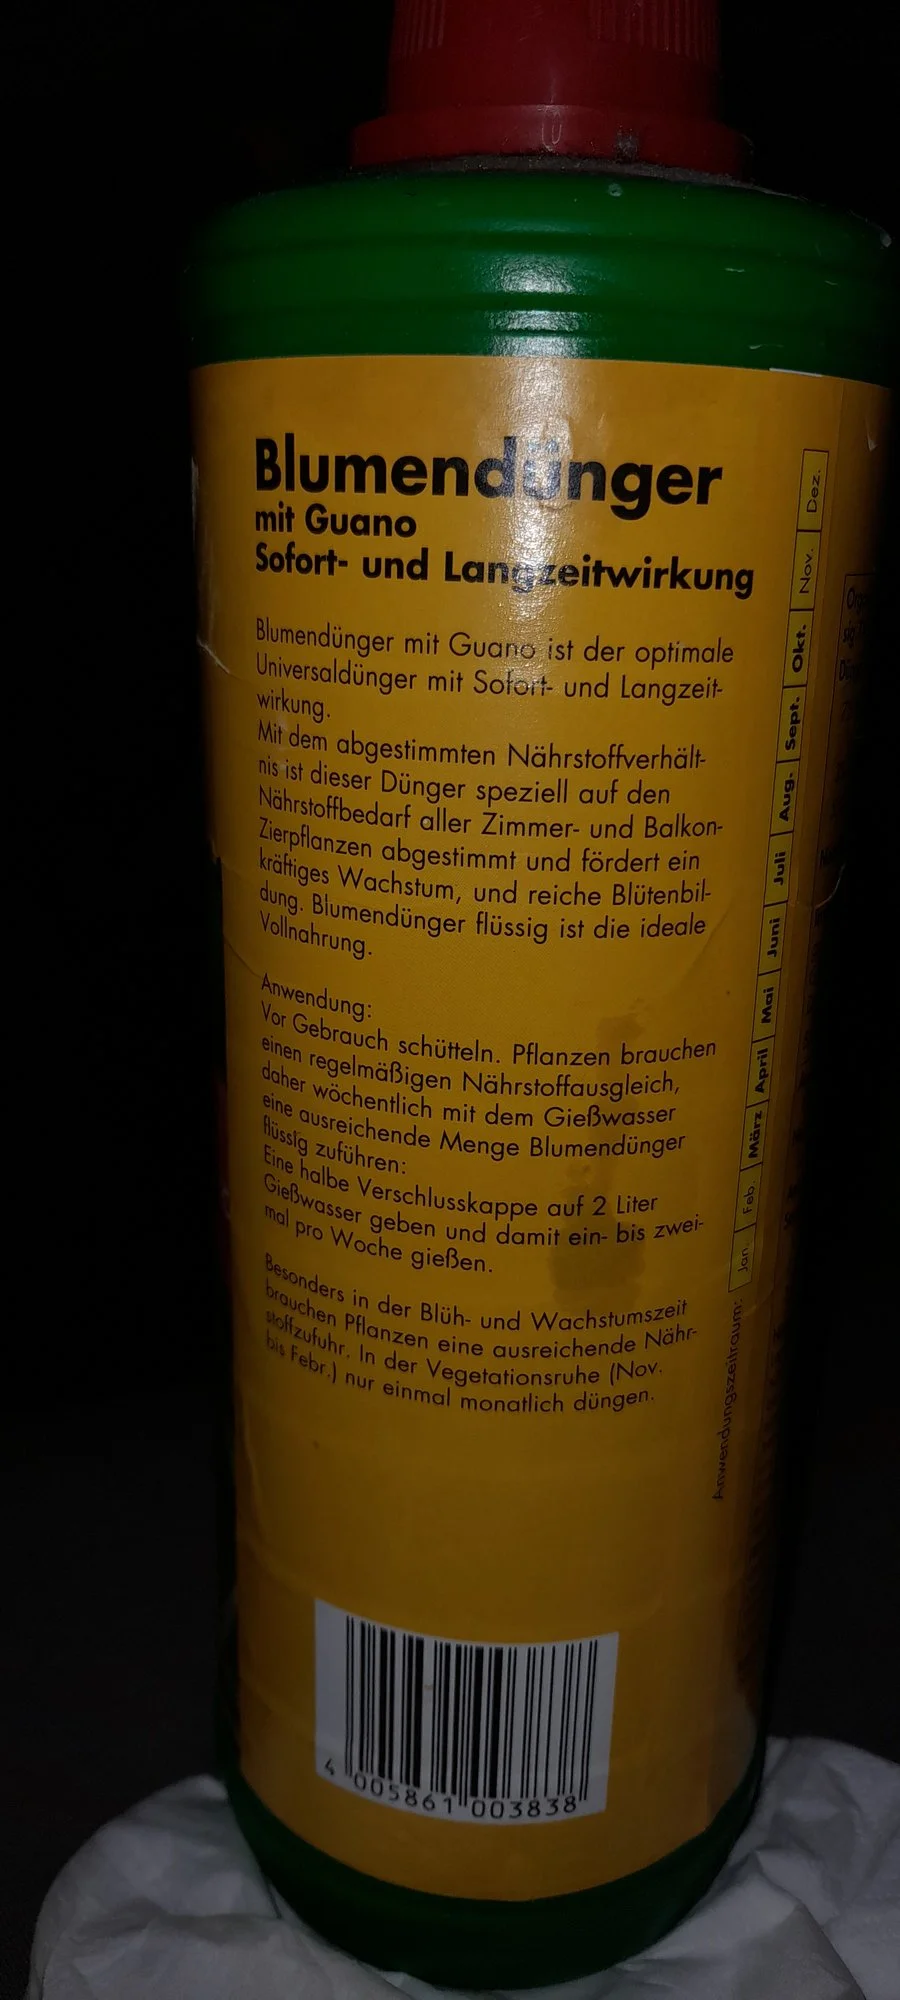 Blumendünger
mit Guano
Sofort- und Langzeitwirkung
Blumendünger mit Guano ist der optimale
Universaldünger mit Sofort- und Langzeit-
wirkung.
Mit dem abgestimmten Nährstoffverhält-
nis ist dieser Dünger speziell auf den
Nährstoffbedarf aller Zimmer- und Balkon-
Zierpflanzen abgestimmt und fördert ein
kräftiges Wachstum, und reiche Blütenbil-
dung. Blumendünger flüssig ist die ideale
Vollnahrung.
Anwendung:
Vor Gebrauch schütteln. Pflanzen brauchen
einen regelmäßigen Nährstoffausgleich,
daher wöchentlich mit dem Gießwasser
eine ausreichende Menge Blumendünger
flüssig zuführen:
Eine halbe Verschlusskappe auf 2 Liter
Gießwasser geben und damit ein- bis zwei-
mal pro Woche gießen.
Besonders in der Blüh- und Wachstumszeit
brauchen Pflanzen eine ausreichende Nähr-
stoffzufuhr. In der Vegetationsruhe (Nov.
bis Febr.) nur einmal monatlich düngen.
4 005861 003838
Anwendungszeitraum: Jan. Feb. März April Mai Juni Juli Aug. Sept. Okt. Nov. Dez.